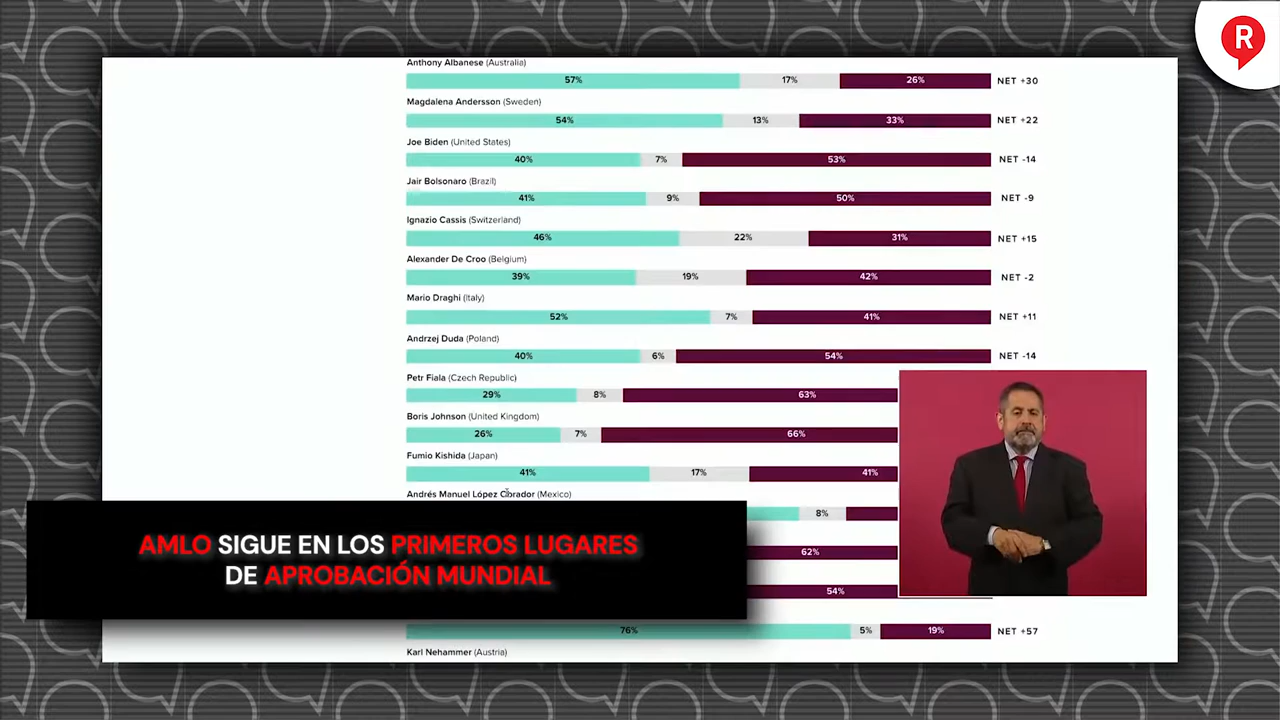 R
Anthony Albanese (Australia)
57% 17% 26% NET +30
Magdalena Andersson (Sweden)
54% 13% 33% NET +22
Joe Biden (United States)
40% 7% 53% NET -14
Jair Bolsonaro (Brazil)
41% 9% 50% NET -9
Ignazio Cassis (Switzerland)
46% 22% 31% NET +15
Alexander De Croo (Belgium)
39% 19% 42% NET -2
Mario Draghi (Italy)
52% 7% 41% NET +11
Andrzej Duda (Poland)
40% 6% 54% NET -14
Petr Fiala (Czech Republic)
29% 8% 63%
Boris Johnson (United Kingdom)
26% 7% 66%
Fumio Kishida (Japan)
41% 17% 41%
Andrés Manuel López Obrador (Mexico)
8%
62%
54%
AMLO SIGUE EN LOS PRIMEROS LUGARES
DE APROBACIÓN MUNDIAL
76% 5% 19% NET +57
Karl Nehammer (Austria)